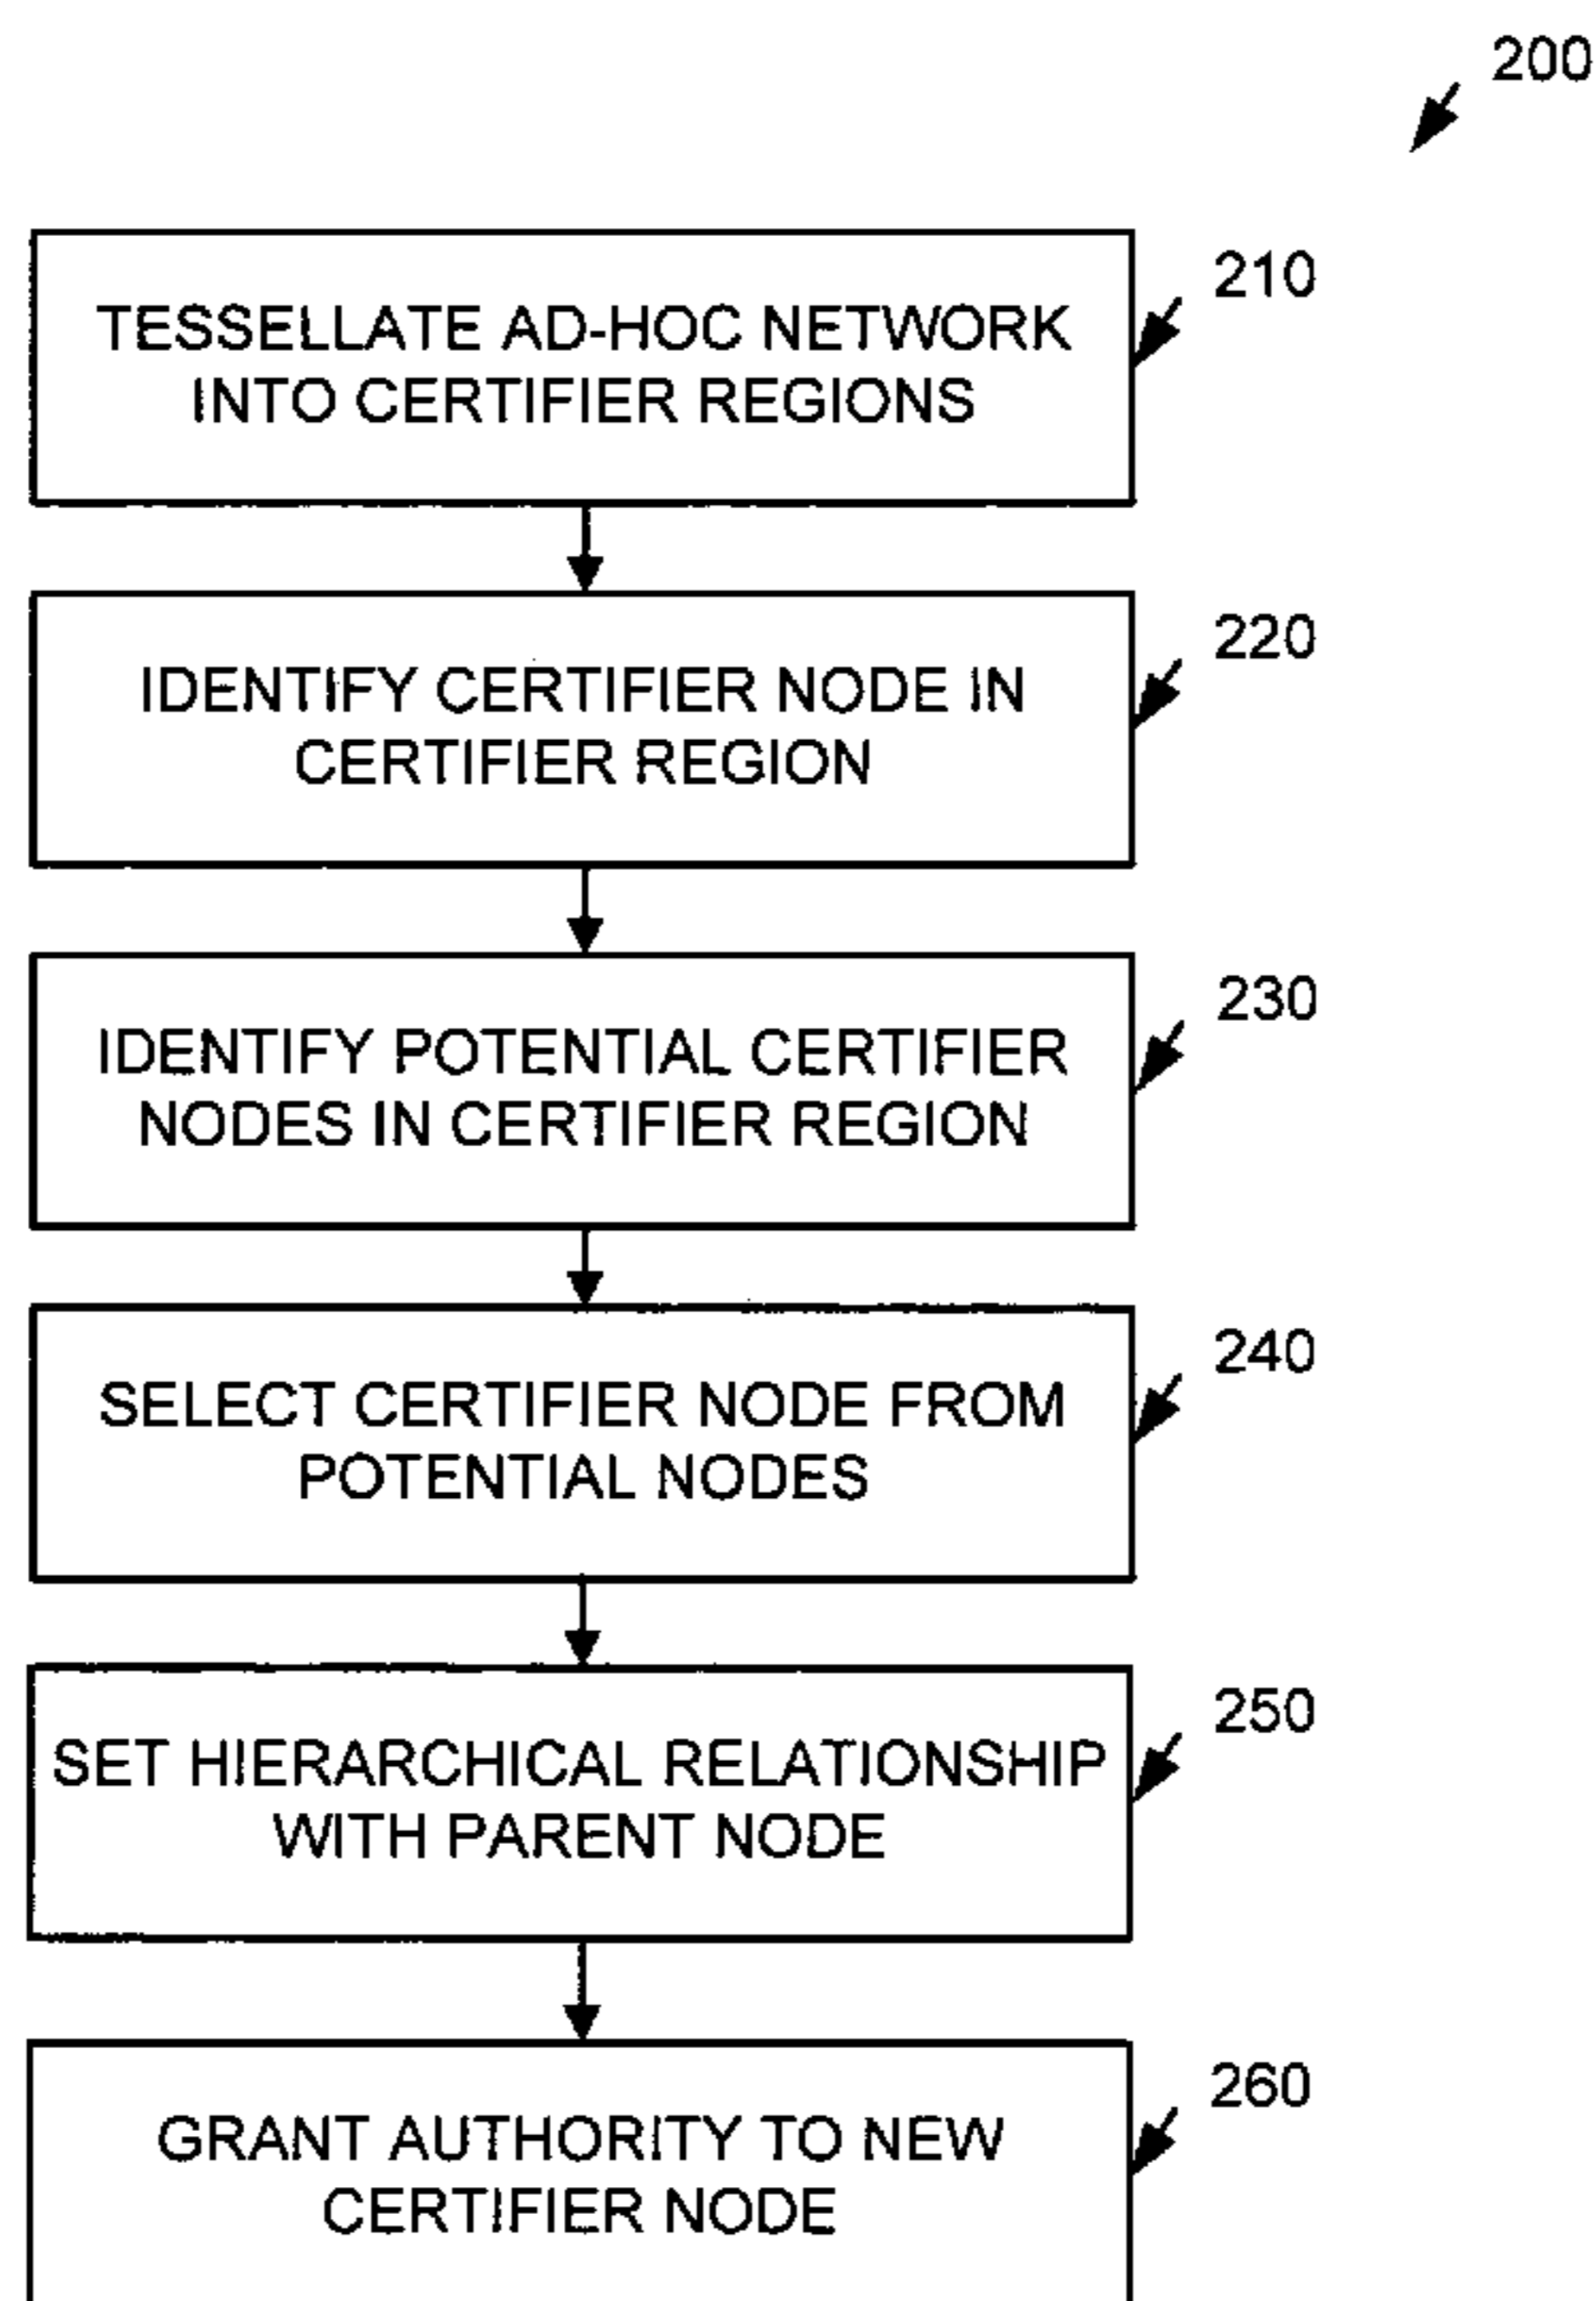 200
210
TESSELLATE AD-HOC NETWORK
INTO CERTIFIER REGIONS
220
IDENTIFY CERTIFIER NODE IN
CERTIFIER REGION
230
IDENTIFY POTENTIAL CERTIFIER
NODES IN CERTIFIER REGION
240
SELECT CERTIFIER NODE FROM
POTENTIAL NODES
250
SET HIERARCHICAL RELATIONSHIP
WITH PARENT NODE
260
GRANT AUTHORITY TO NEW
CERTIFIER NODE